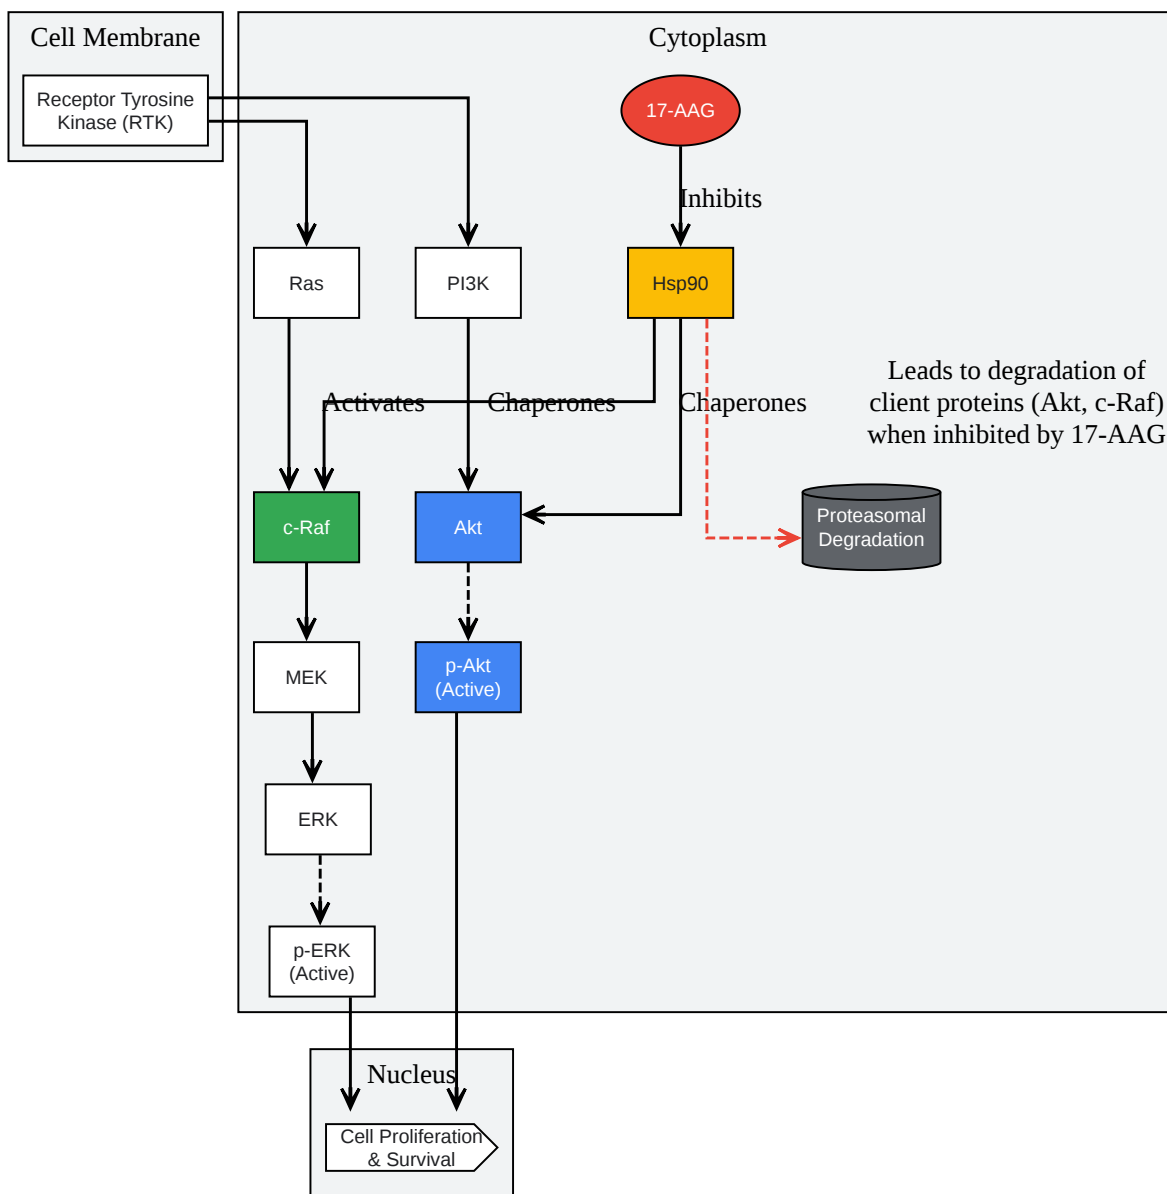 Cell Membrane
Cytoplasm
Receptor Tyrosine
Kinase (RTK)
17-AAG
Inhibits
Ras
PI3K
Hsp90
Activates
Chaperones
Chaperones
Leads to degradation of
client proteins (Akt, c-Raf)
when inhibited by 17-AAG
c-Raf
Akt
Proteasomal
Degradation
MEK
p-Akt
(Active)
ERK
p-ERK
(Active)
Nucleus
Cell Proliferation
& Survival